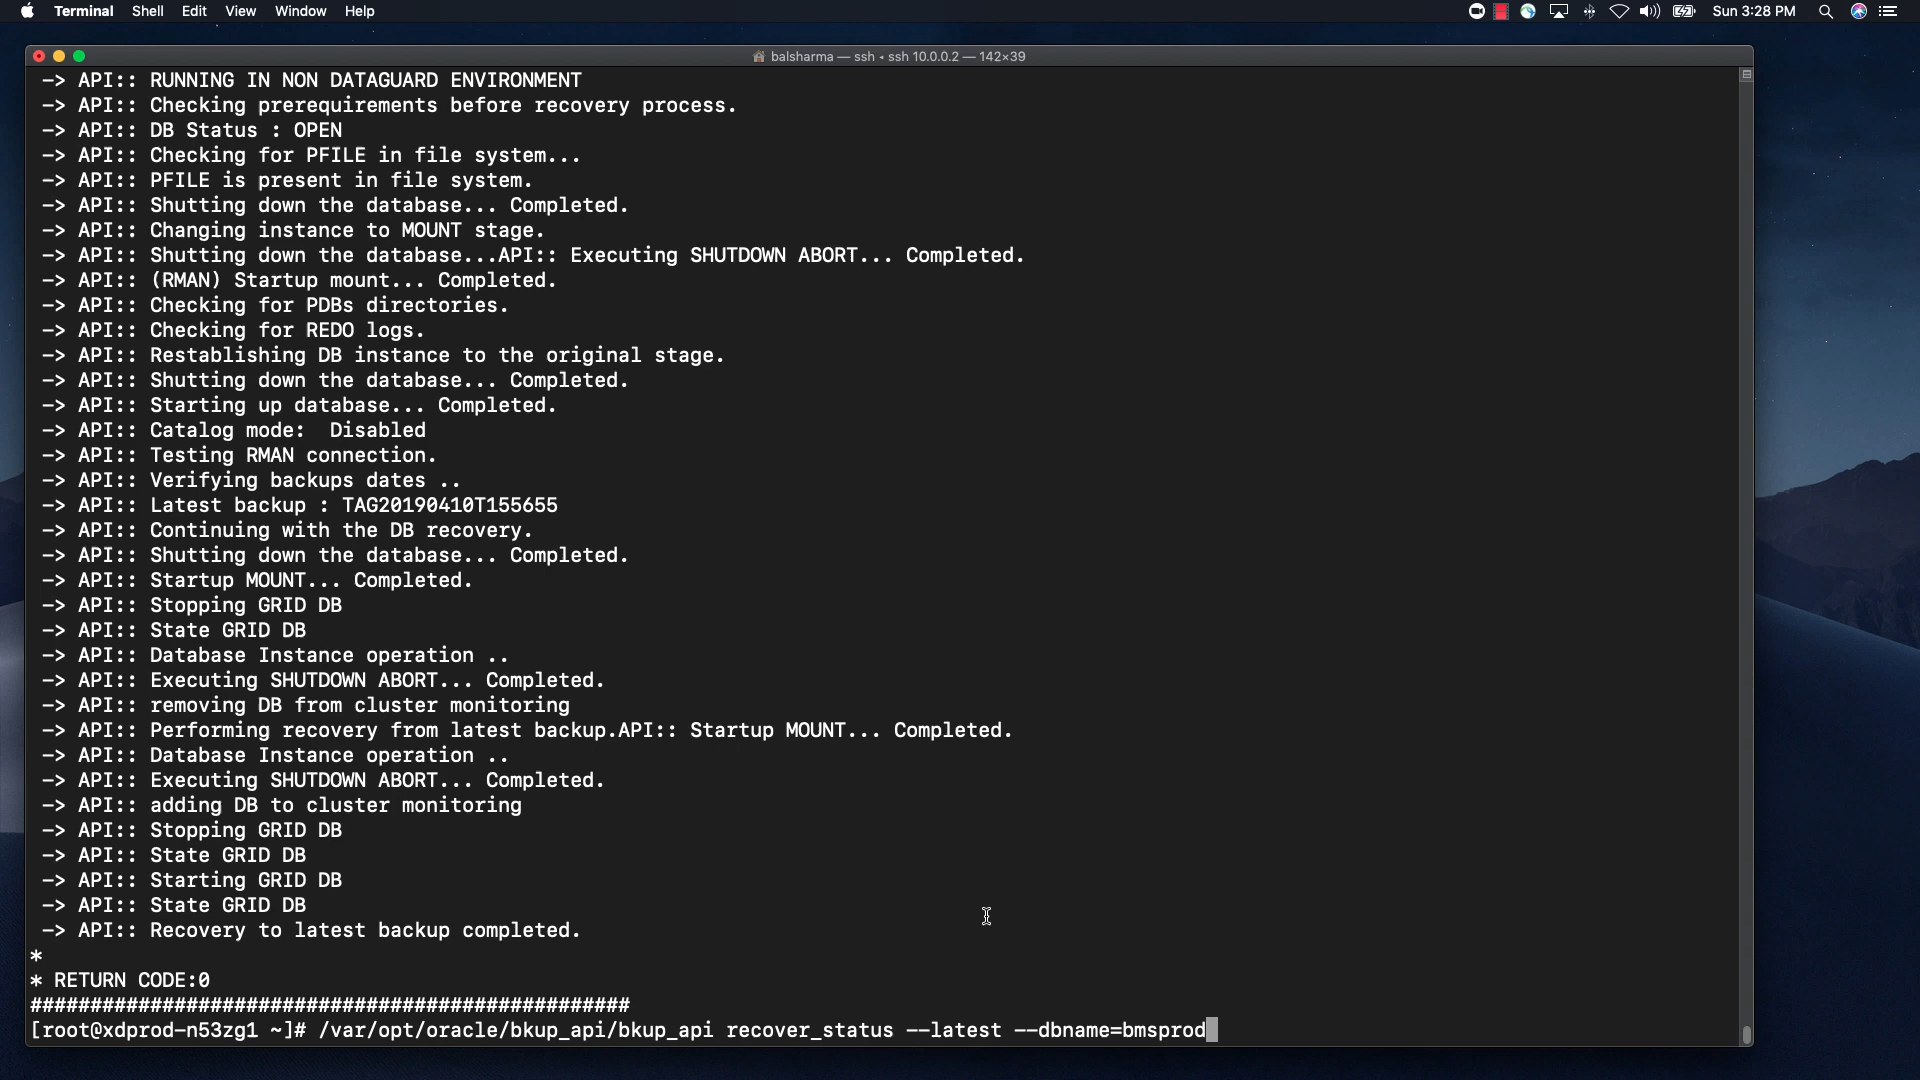 Terminal Shell Edit View Window Help Sun 3:28 PM
balsharma — ssh • ssh 10.0.0.2 — 142×39
-> API:: RUNNING IN NON DATAGUARD ENVIRONMENT
-> API:: Checking prerequirements before recovery process.
-> API:: DB Status : OPEN
-> API:: Checking for PFILE in file system...
-> API:: PFILE is present in file system.
-> API:: Shutting down the database... Completed.
-> API:: Changing instance to MOUNT stage.
-> API:: Shutting down the database...API:: Executing SHUTDOWN ABORT... Completed.
-> API:: (RMAN) Startup mount... Completed.
-> API:: Checking for PDBs directories.
-> API:: Checking for REDO logs.
-> API:: Restablishing DB instance to the original stage.
-> API:: Shutting down the database... Completed.
-> API:: Starting up database... Completed.
-> API:: Catalog mode:  Disabled
-> API:: Testing RMAN connection.
-> API:: Verifying backups dates ..
-> API:: Latest backup : TAG20190410T155655
-> API:: Continuing with the DB recovery.
-> API:: Shutting down the database... Completed.
-> API:: Startup MOUNT... Completed.
-> API:: Stopping GRID DB
-> API:: State GRID DB
-> API:: Database Instance operation ..
-> API:: Executing SHUTDOWN ABORT... Completed.
-> API:: removing DB from cluster monitoring
-> API:: Performing recovery from latest backup.API:: Startup MOUNT... Completed.
-> API:: Database Instance operation ..
-> API:: Executing SHUTDOWN ABORT... Completed.
-> API:: adding DB to cluster monitoring
-> API:: Stopping GRID DB
-> API:: State GRID DB
-> API:: Starting GRID DB
-> API:: State GRID DB
-> API:: Recovery to latest backup completed.
*
* RETURN CODE:0
##################################################
[root@xdprod-n53zg1 ~]# /var/opt/oracle/bkup_api/bkup_api recover_status --latest --dbname=bmsprod